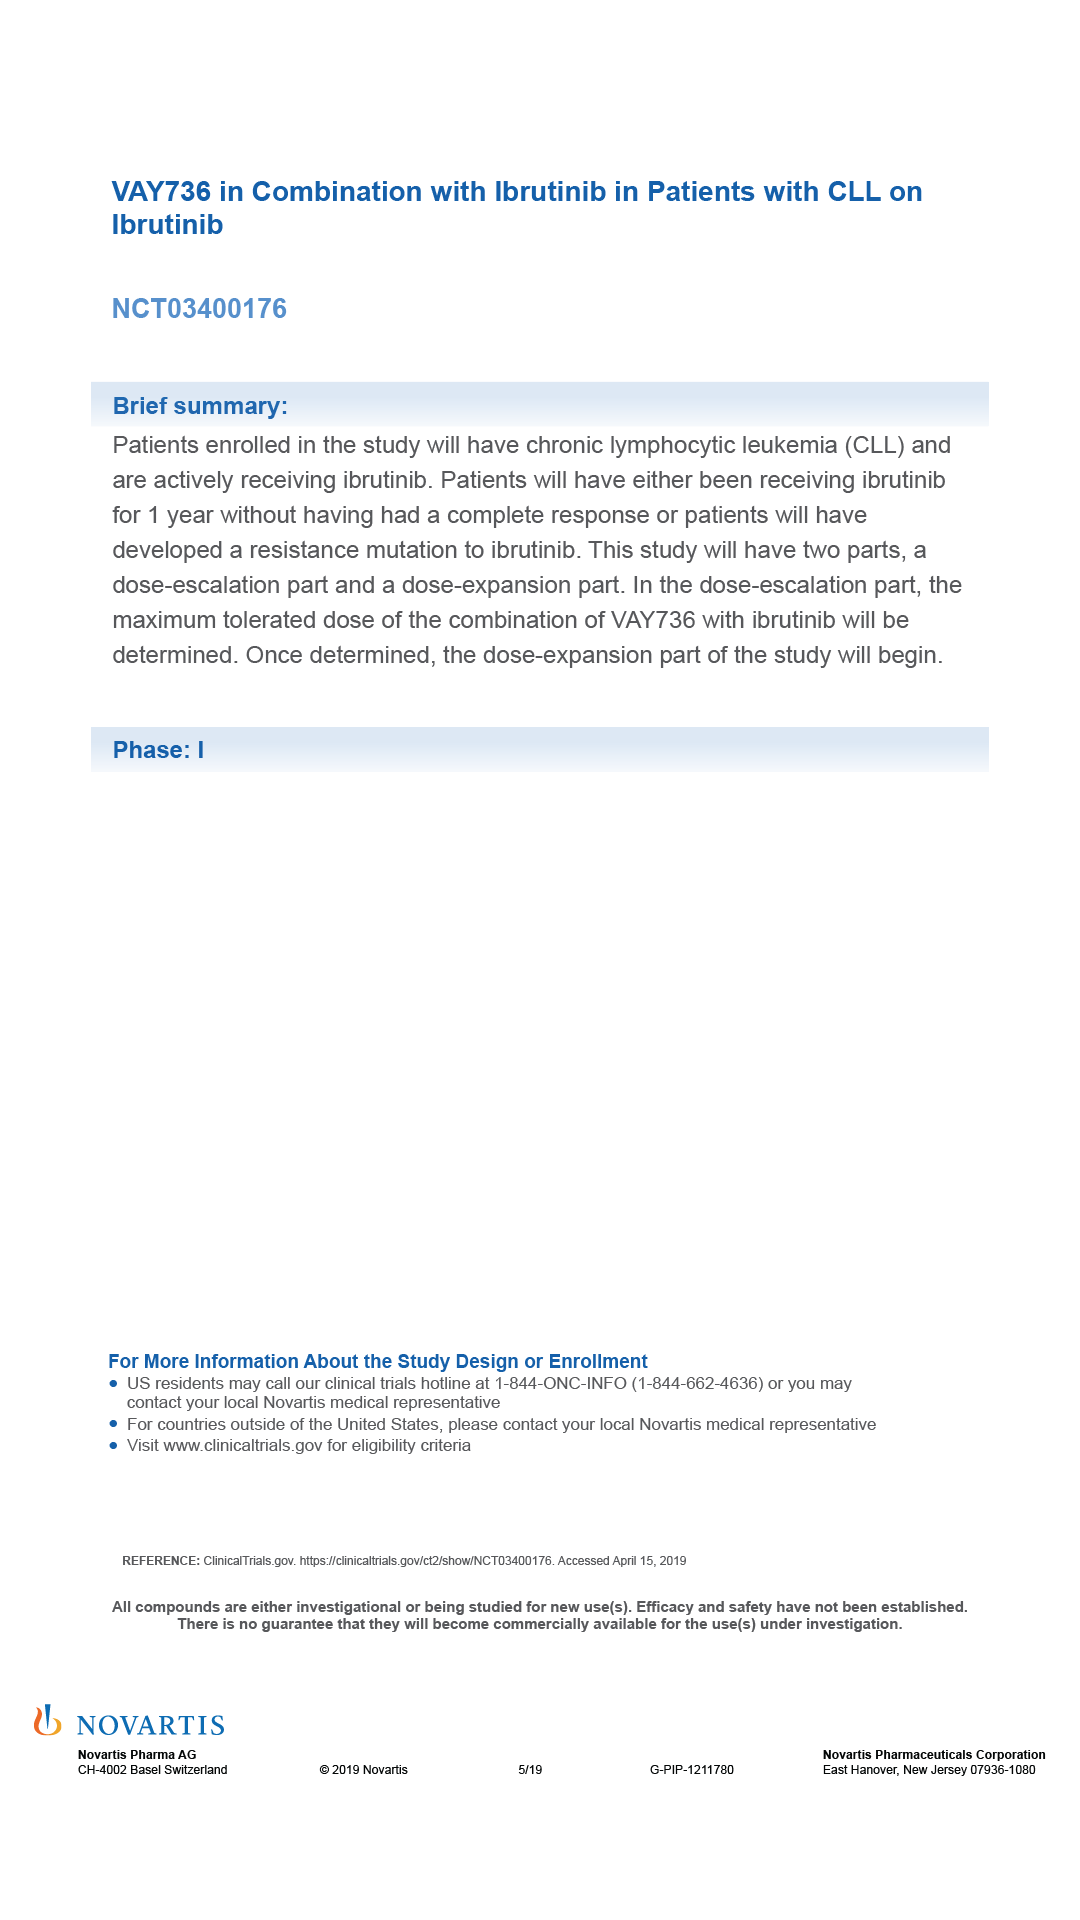 VAY736 in Combination with Ibrutinib in Patients with CLL on
Ibrutinib
NCT03400176
Brief summary:
Patients enrolled in the study will have chronic lymphocytic leukemia (CLL) and
are actively receiving ibrutinib. Patients will have either been receiving ibrutinib
for 1 year without having had a complete response or patients will have
developed a resistance mutation to ibrutinib. This study will have two parts, a
dose-escalation part and a dose-expansion part. In the dose-escalation part, the
maximum tolerated dose of the combination of VAY736 with ibrutinib will be
determined. Once determined, the dose-expansion part of the study will begin.
Phase: I
For More Information About the Study Design or Enrollment
● US residents may call our clinical trials hotline at 1-844-ONC-INFO (1-844-662-4636) or you may
contact your local Novartis medical representative
● For countries outside of the United States, please contact your local Novartis medical representative
● Visit www.clinicaltrials.gov for eligibility criteria
REFERENCE: ClinicalTrials.gov. https://clinicaltrials.gov/ct2/show/NCT03400176. Accessed April 15, 2019
All compounds are either investigational or being studied for new use(s). Efficacy and safety have not been established.
There is no guarantee that they will become commercially available for the use(s) under investigation.
NOVARTIS
Novartis Pharma AG
CH-4002 Basel Switzerland
© 2019 Novartis
5/19
G-PIP-1211780
Novartis Pharmaceuticals Corporation
East Hanover, New Jersey 07936-1080